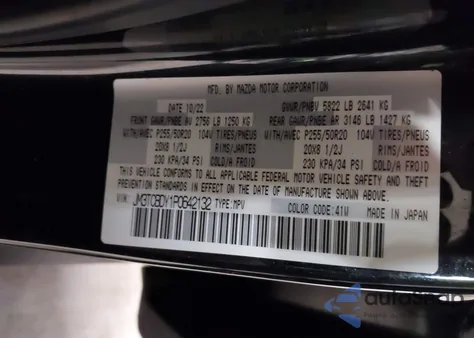 MFD. BY MAZDA MOTOR CORPORATION
10/22 GVWR/PNBV 5822 LB 2641 KG
FRONT GAWR/PNBE AV 2756 LB 1250 KG REAR GAWR/PNBE AR 3146 LB 1427 KG
WITH/AVEC P255/50R20 104V TIRES/PNEUS WITH/AVEC P255/50R20 104V TIRES/PNEUS
20X8 1/2J RIMS/JANTES 20X8 1/2J RIMS/JANTES
230 KPA/34 PSI COLD/A FROID 230 KPA/34 PSI COLD/A FROID
THIS VEHICLE CONFORMS TO ALL APPLICABLE FEDERAL MOTOR VEHICLE SAFETY
STANDARDS IN EFFECT ON THE DATE OF MANUFACTURE SHOWN ABOVE.
VIN: JM3TCBDY1P0642132 TYPE:MPV COLOR CODE:41W MADE IN JAPAN